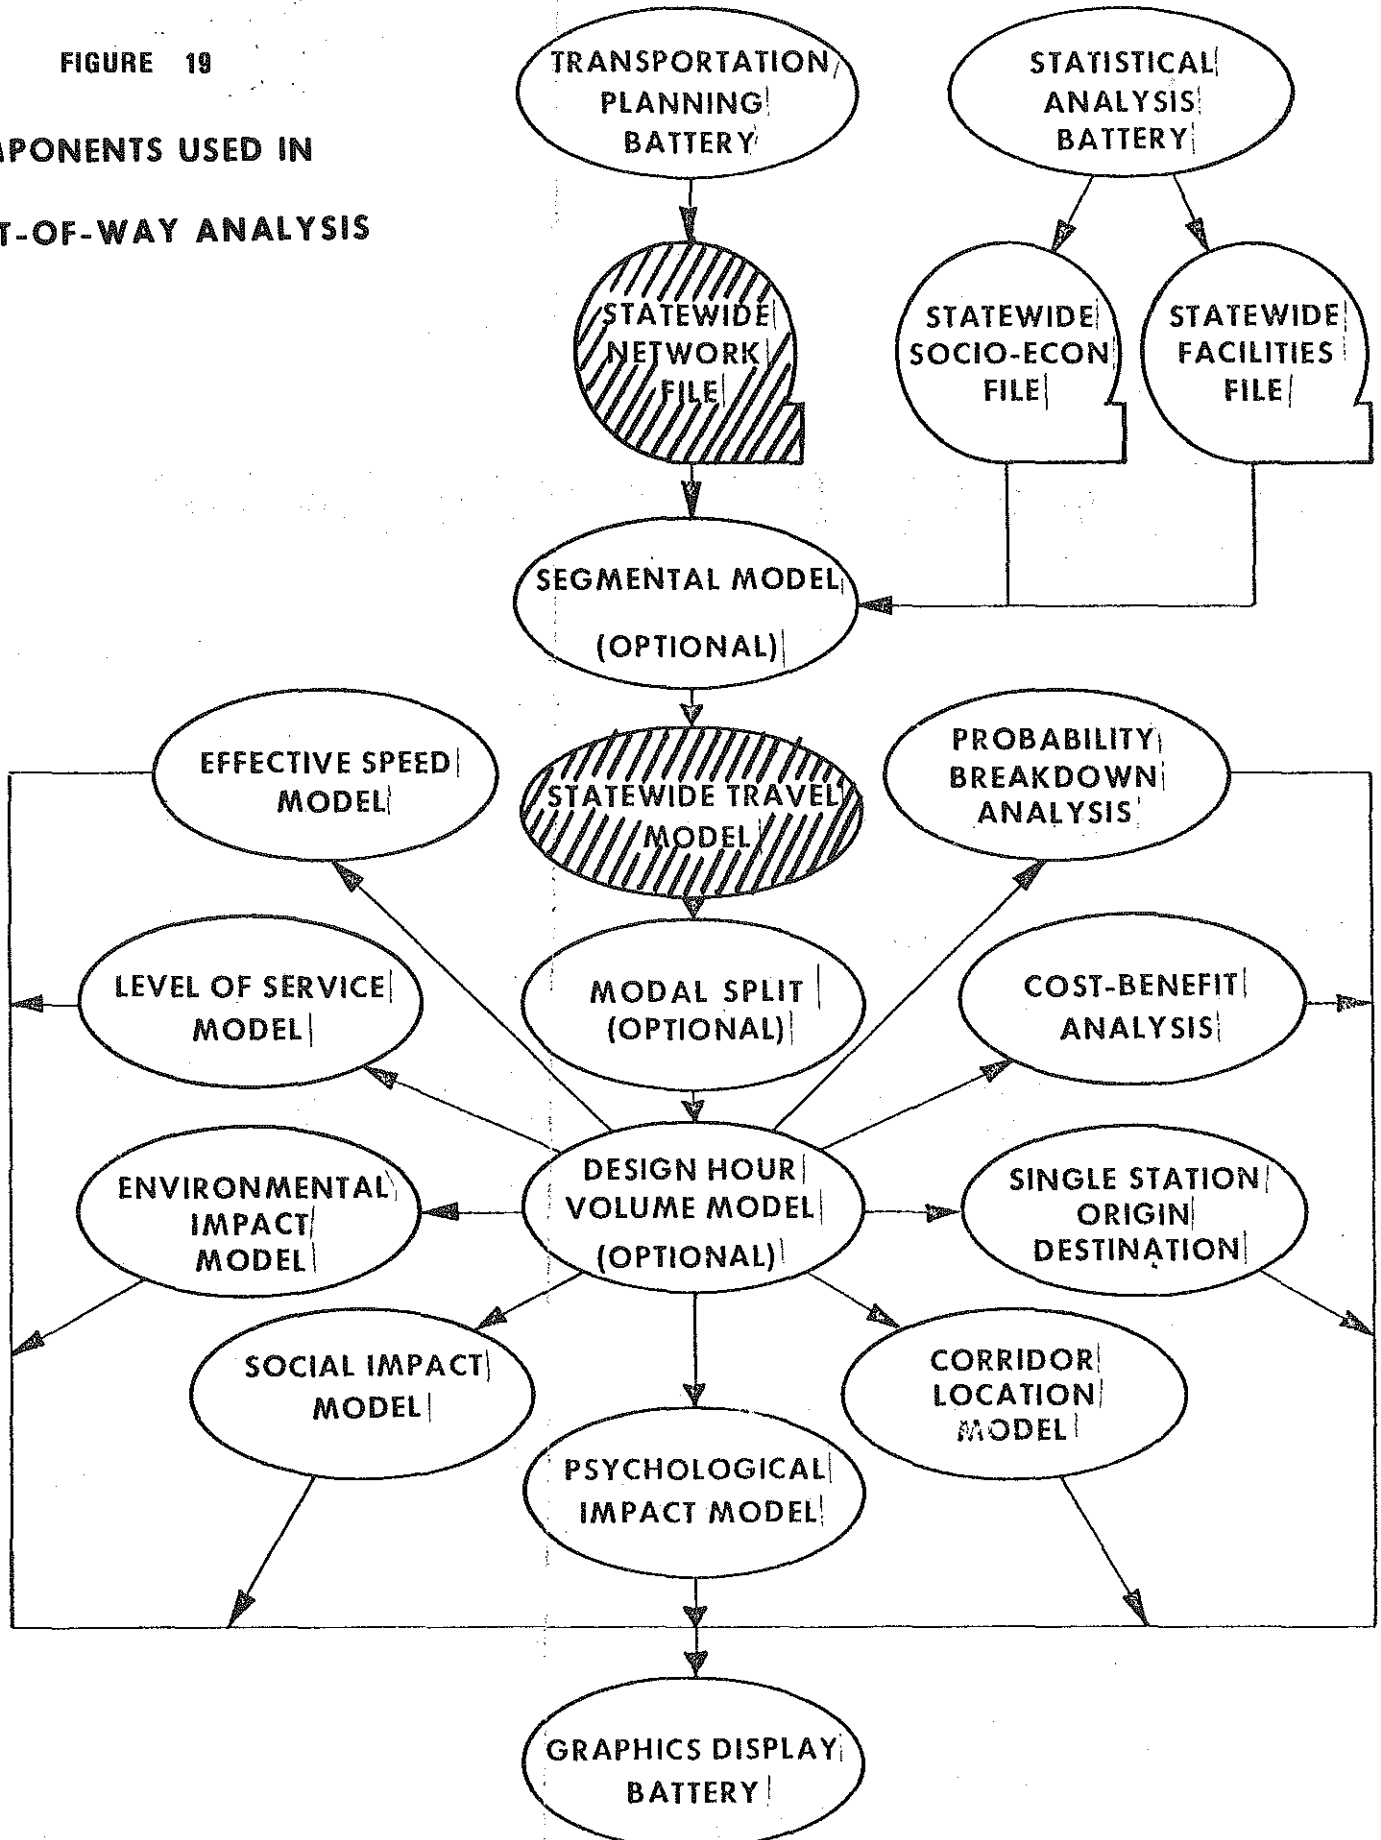 FIGURE 19
MPONENTS USED IN
T-OF-WAY ANALYSIS
TRANSPORTATION
PLANNING
BATTERY
STATISTICAL
ANALYSIS
BATTERY
STATEWIDE
NETWORK
FILE
STATEWIDE
SOCIO-ECON
FILE
STATEWIDE
FACILITIES
FILE
SEGMENTAL MODEL
(OPTIONAL)
EFFECTIVE SPEED
MODEL
STATEWIDE TRAVEL
MODEL
PROBABILITY
BREAKDOWN
ANALYSIS
LEVEL OF SERVICE
MODEL
MODAL SPLIT
(OPTIONAL)
COST-BENEFIT
ANALYSIS
ENVIRONMENTAL
IMPACT
MODEL
DESIGN HOUR
VOLUME MODEL
(OPTIONAL)
SINGLE STATION
ORIGIN
DESTINATION
SOCIAL IMPACT
MODEL
PSYCHOLOGICAL
IMPACT MODEL
CORRIDOR
LOCATION
MODEL
GRAPHICS DISPLAY
BATTERY